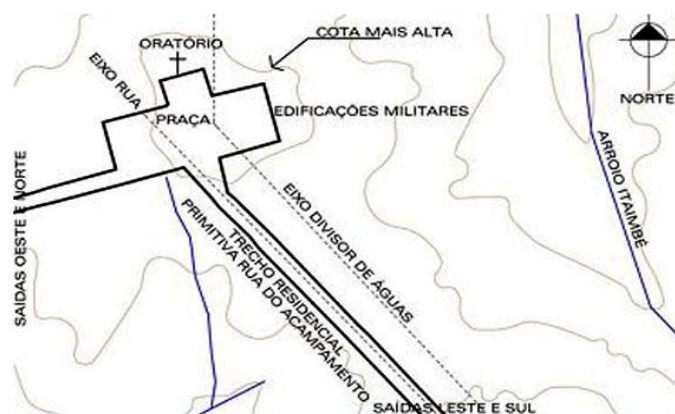 COTA MAIS ALTA
ORATÓRIO
EIXO RUA
NORTE
PRAÇA
EDIFICAÇÕES MILITARES
ARROIO ITAIMBÉ
SAÍDAS OESTE E NORTE
EIXO DIVISOR DE ÁGUAS
TRECHO RESIDENCIAL
PRIMITIVA RUA DO ACAMPAMENTO
SAÍDAS LESTE E SUL